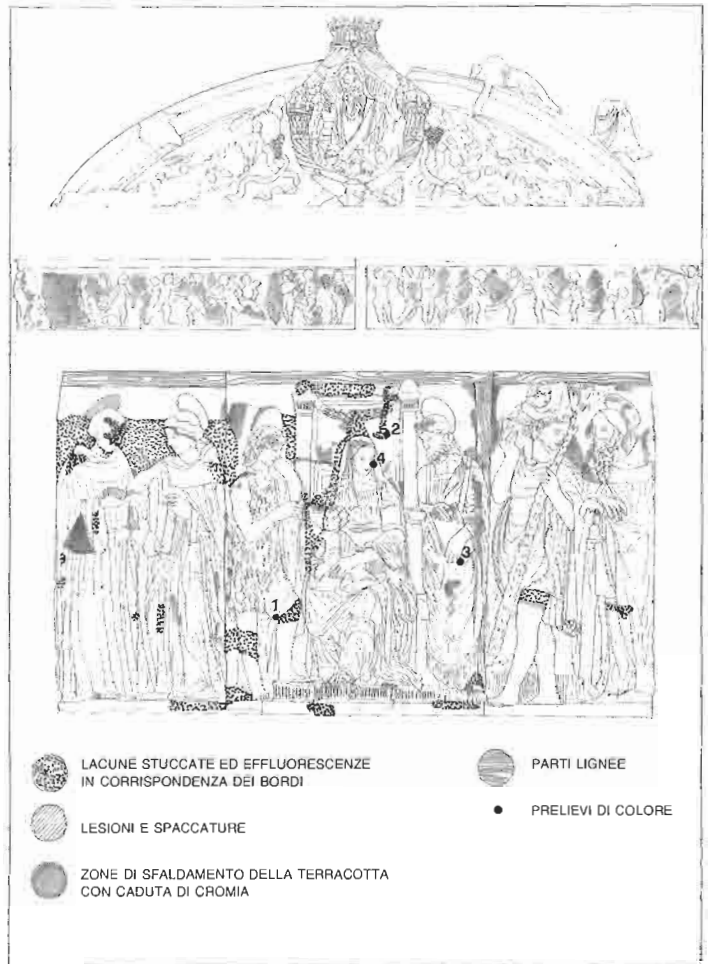 2
4
3
1
LACUNE STUCCATE ED EFFLUORESCENZE
IN CORRISPONDENZA DEI BORDI
LESIONI E SPACCATURE
ZONE DI SFALDAMENTO DELLA TERRACOTTA
CON CADUTA DI CROMIA
PARTI LIGNEE
PRELIEVI DI COLORE